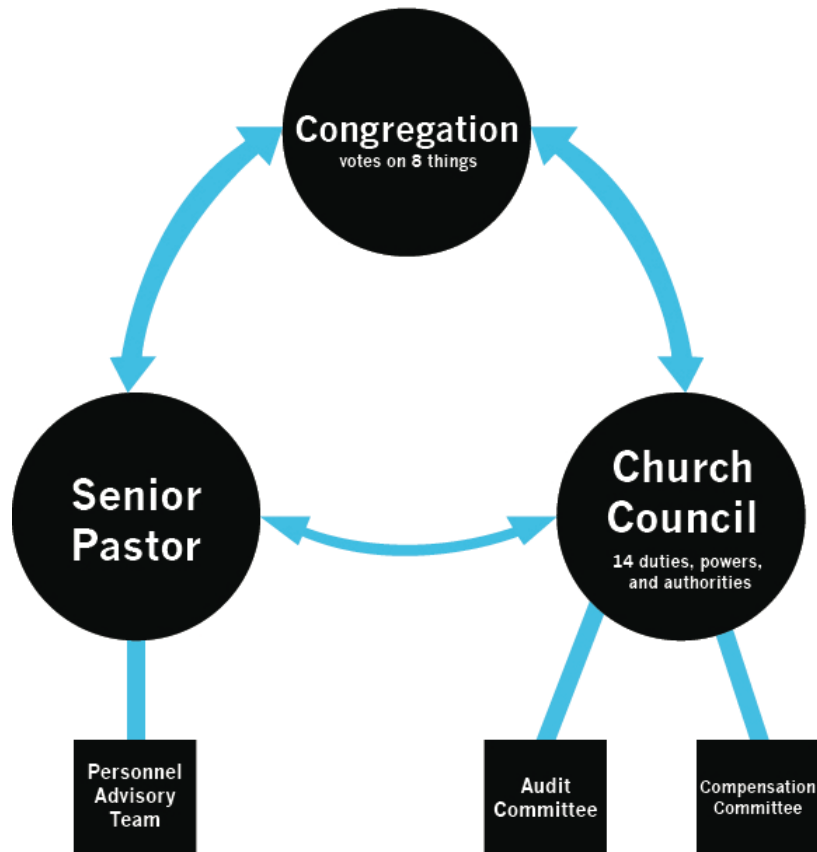 Congregation
votes on 8 things
Senior
Pastor
Church
Council
14 duties, powers,
and authorities
Personnel
Advisory
Team
Audit
Committee
Compensation
Committee